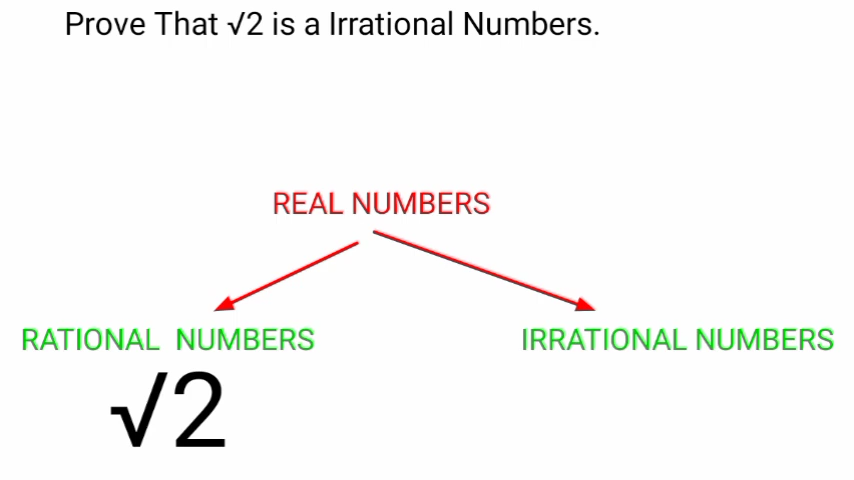 Prove That √2 is a Irrational Numbers.
REAL NUMBERS
RATIONAL NUMBERS IRRATIONAL NUMBERS
√2